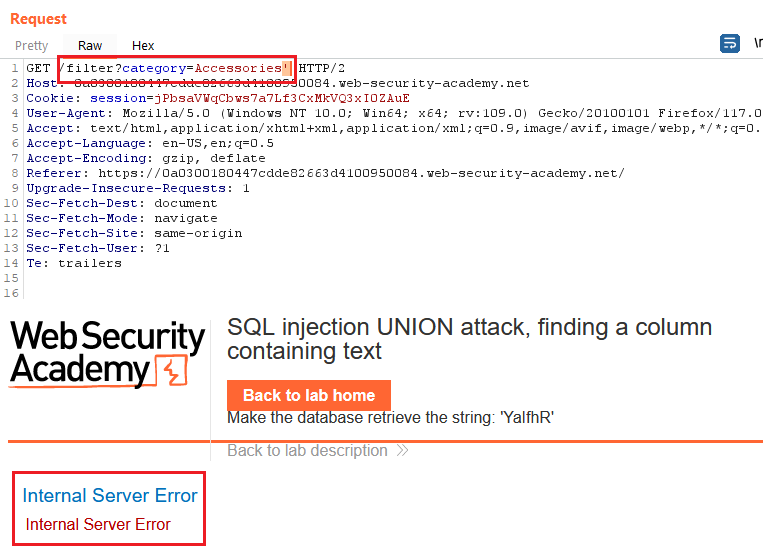 Request
Pretty Raw Hex
1 GET /filter?category=Accessories' HTTP/2
2 Host: .web-security-academy.net
3 Cookie: session=jPbsaVWqCbws7a7Lf3CxMkVQ3xIOZAuE
4 User-Agent: Mozilla/5.0 (Windows NT 10.0; Win64; x64; rv:109.0) Gecko/20100101 Firefox/117.0
5 Accept: text/html,application/xhtml+xml,application/xml;q=0.9,image/avif,image/webp,*/*;q=0.
6 Accept-Language: en-US,en;q=0.5
7 Accept-Encoding: gzip, deflate
8 Referer: https://0a0300180447cdde82663d4100950084.web-security-academy.net/
9 Upgrade-Insecure-Requests: 1
10 Sec-Fetch-Dest: document
11 Sec-Fetch-Mode: navigate
12 Sec-Fetch-Site: same-origin
13 Sec-Fetch-User: ?1
14 Te: trailers
15
16
Web Security
Academy
SQL injection UNION attack, finding a column
containing text
Back to lab home
Make the database retrieve the string: 'YalfhR'
Back to lab description
Internal Server Error
Internal Server Error